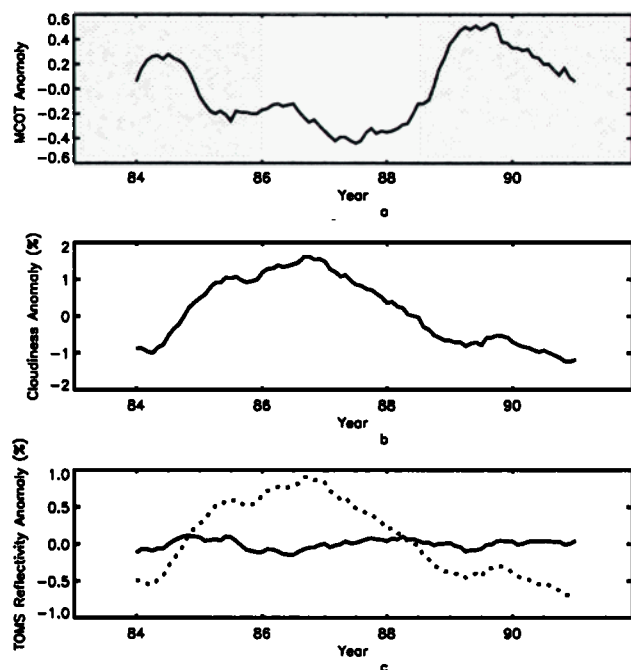 MCOT Anomaly
0.6
0.4
0.2
-0.0
-0.2
-0.4
-0.6
84 86 88 90
Year
a
Cloudiness Anomaly (%)
2
1
0
-1
-2
84 86 88 90
Year
b
TOMS Reflectivity Anomaly (%)
1.0
0.5
0.0
-0.5
-1.0
84 86 88 90
Year
c